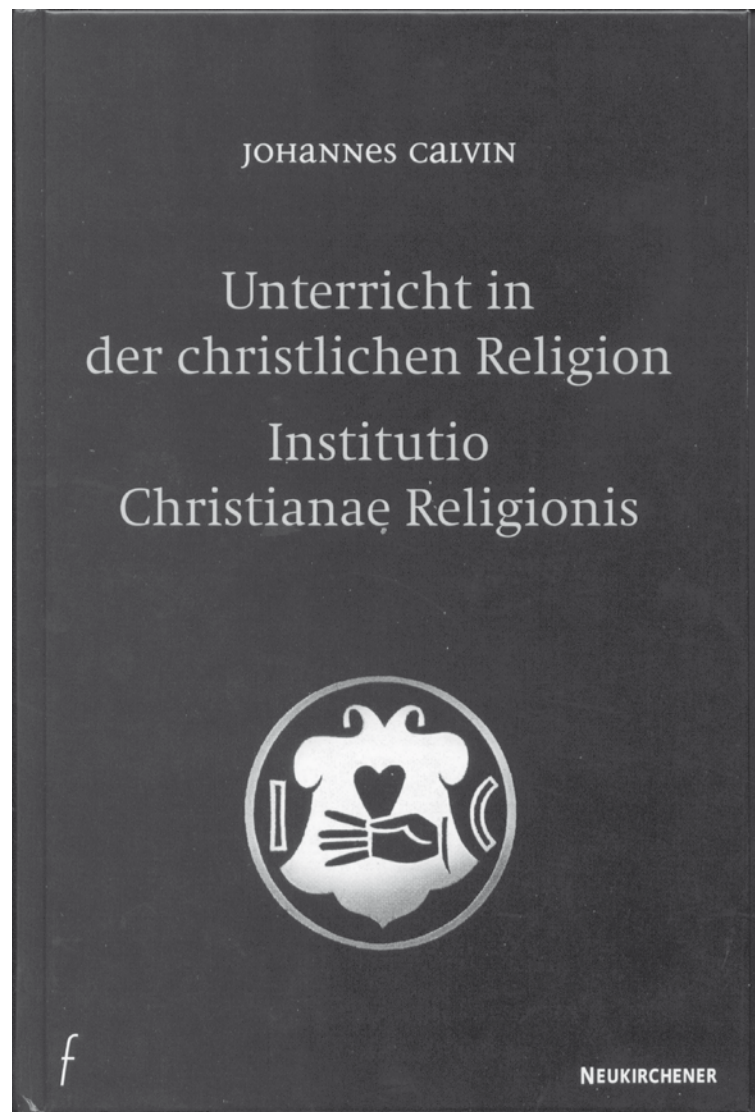 JOHANNES CALVIN
Unterricht in
der christlichen Religion
Institutio
Christianae Religionis
I C
f
NEUKIRCHENER